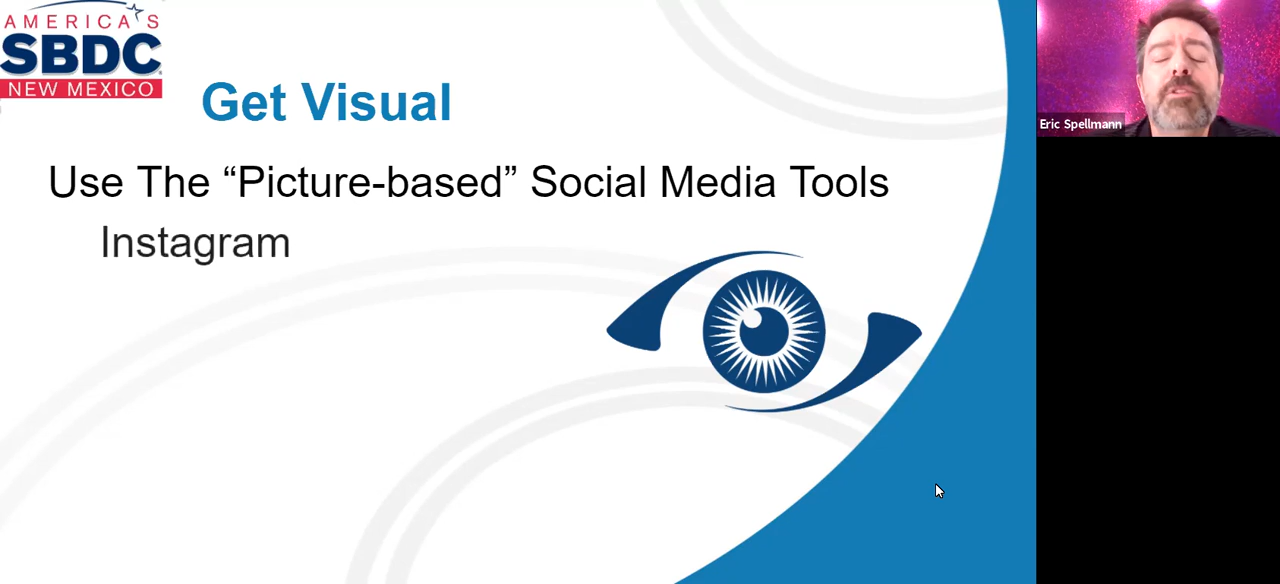 AMERICA'S
SBDC
NEW MEXICO
Get Visual
Use The “Picture-based” Social Media Tools
Instagram
Eric Spellmann